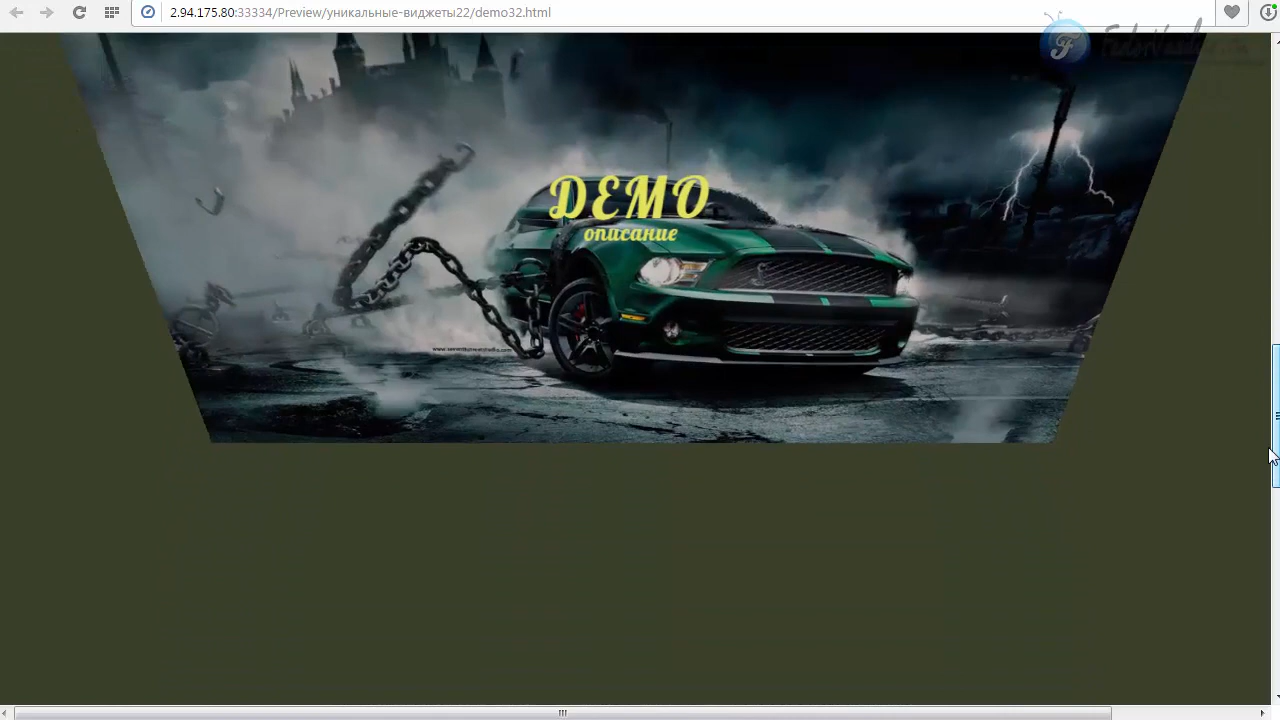 2.94.175.80:33334/Preview/уникальные-виджеты22/demo32.html
F
ДЕМО
описание